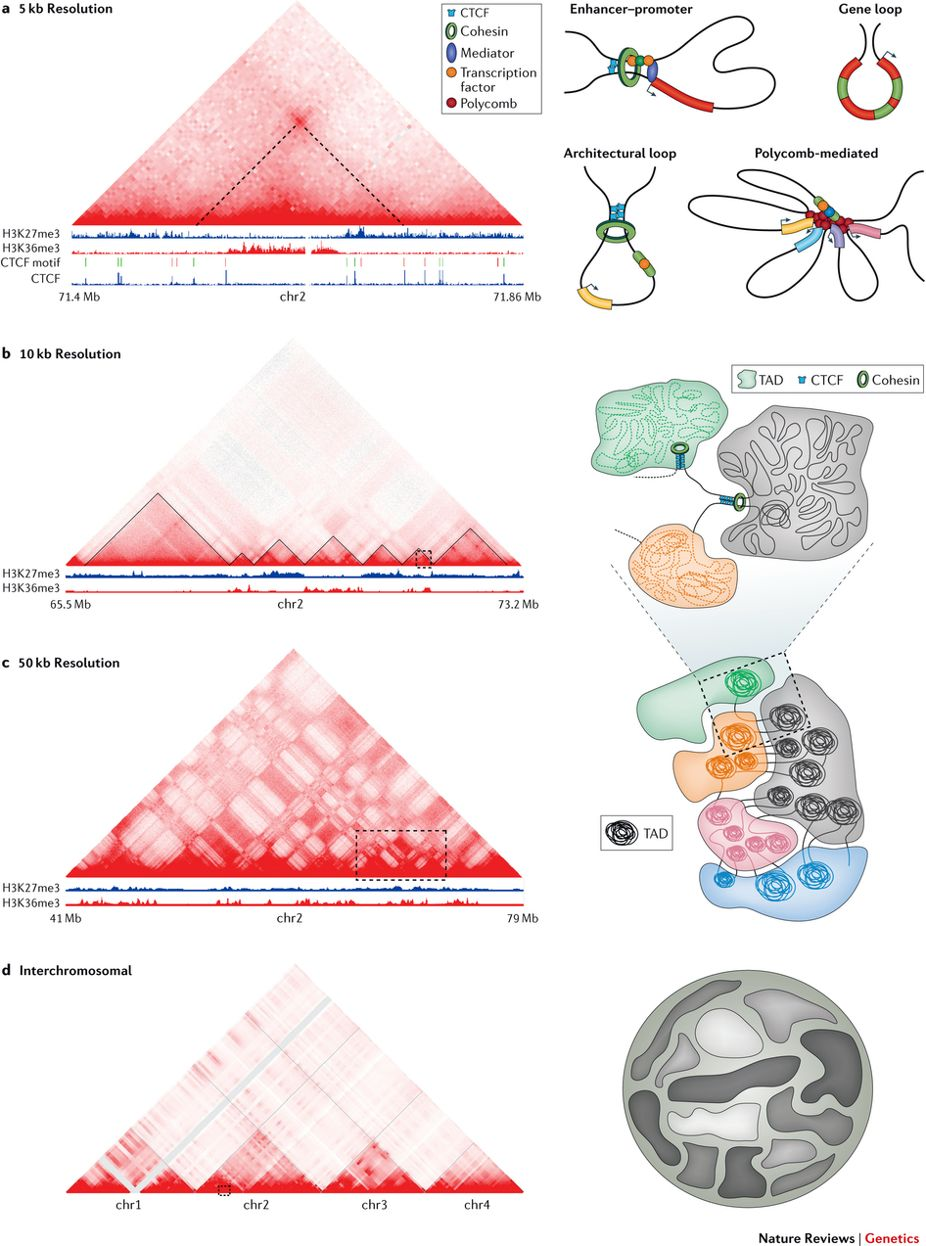 a 5 kb Resolution
H3K27me3
H3K36me3
CTCF motif
CTCF
71.4 Mb chr2 71.86 Mb
CTCF
Cohesin
Mediator
Transcription
factor
Polycomb
Enhancer–promoter
Gene loop
Architectural loop
Polycomb-mediated
b 10 kb Resolution
H3K27me3
H3K36me3
65.5 Mb chr2 73.2 Mb
TAD CTCF Cohesin
c 50 kb Resolution
H3K27me3
H3K36me3
41 Mb chr2 79 Mb
TAD
d Interchromosomal
chr1 chr2 chr3 chr4
Nature Reviews | Genetics